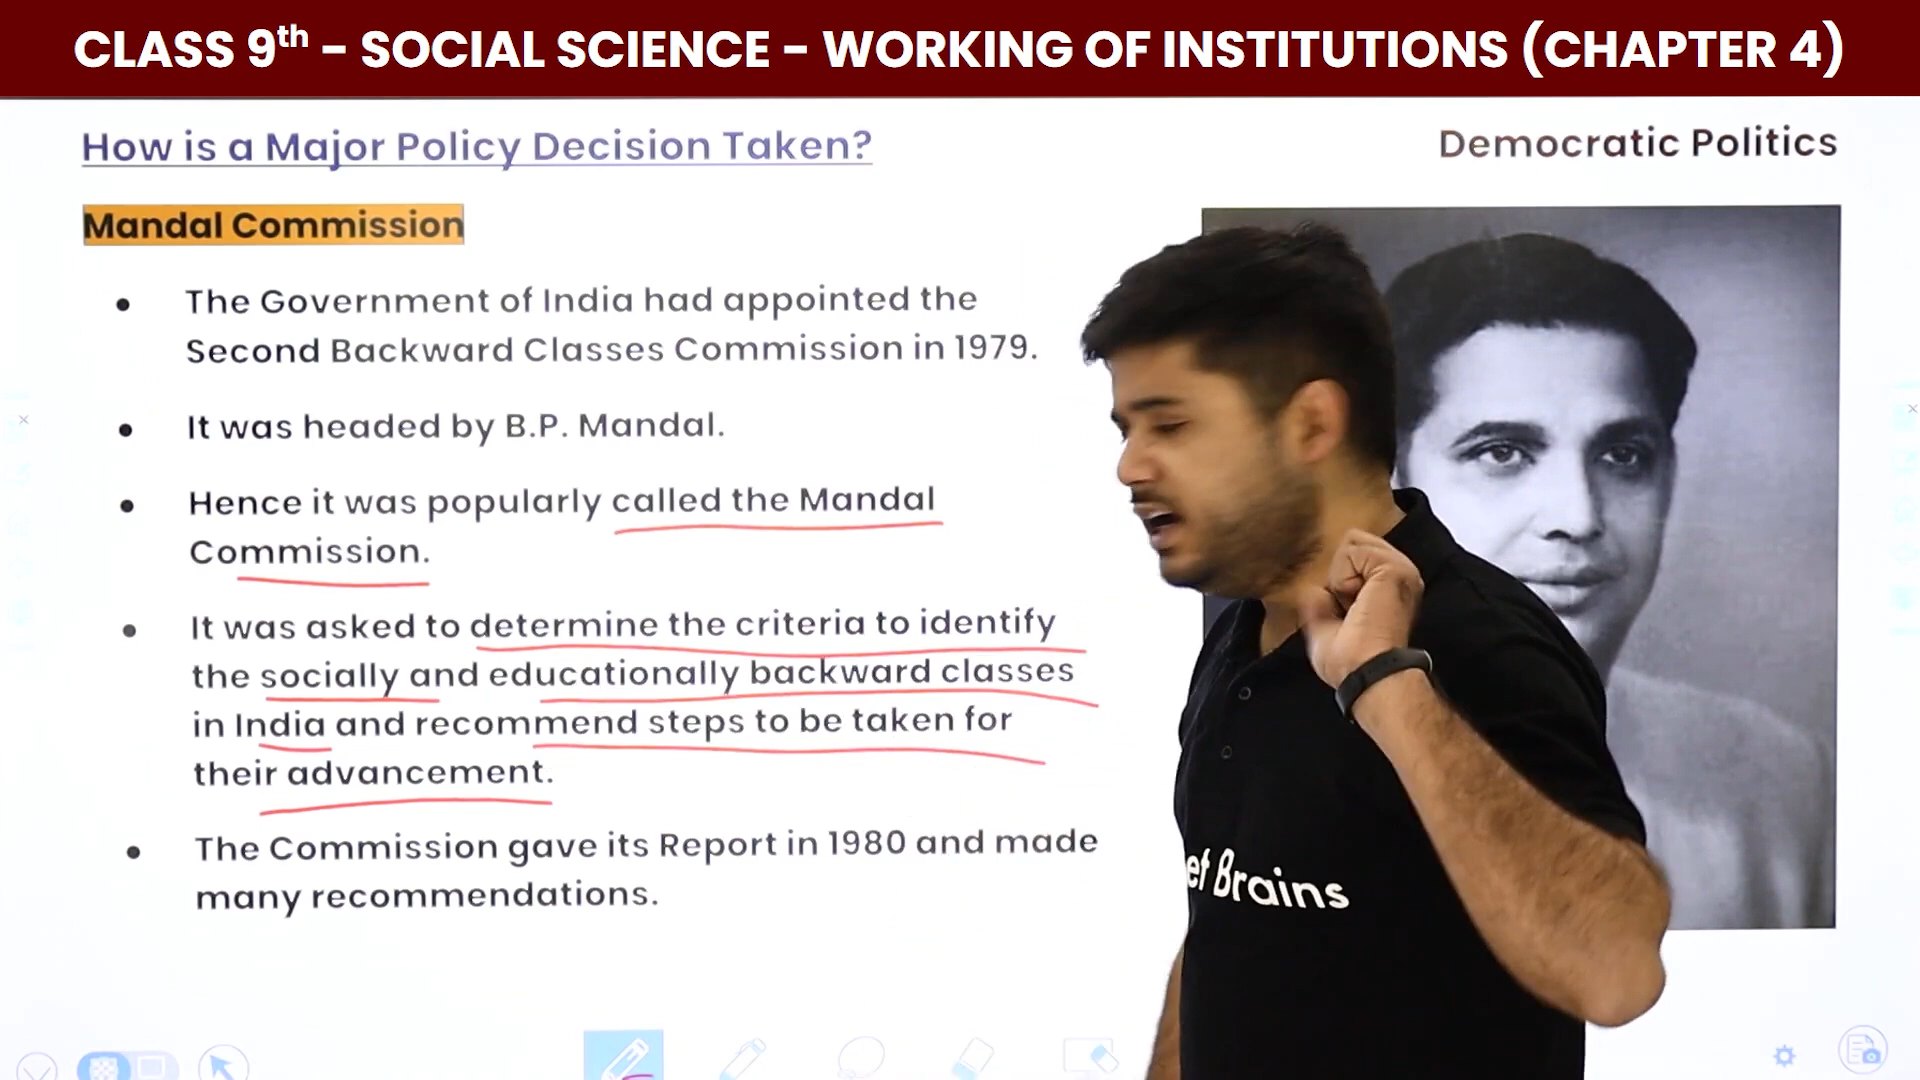 CLASS 9th – SOCIAL SCIENCE – WORKING OF INSTITUTIONS (CHAPTER 4)
How is a Major Policy Decision Taken?
Democratic Politics
Mandal Commission
• The Government of India had appointed the
Second Backward Classes Commission in 1979.
• It was headed by B.P. Mandal.
• Hence it was popularly called the Mandal
Commission.
• It was asked to determine the criteria to identify
the socially and educationally backward classes
in India and recommend steps to be taken for
their advancement.
• The Commission gave its Report in 1980 and made
many recommendations.
et Brains